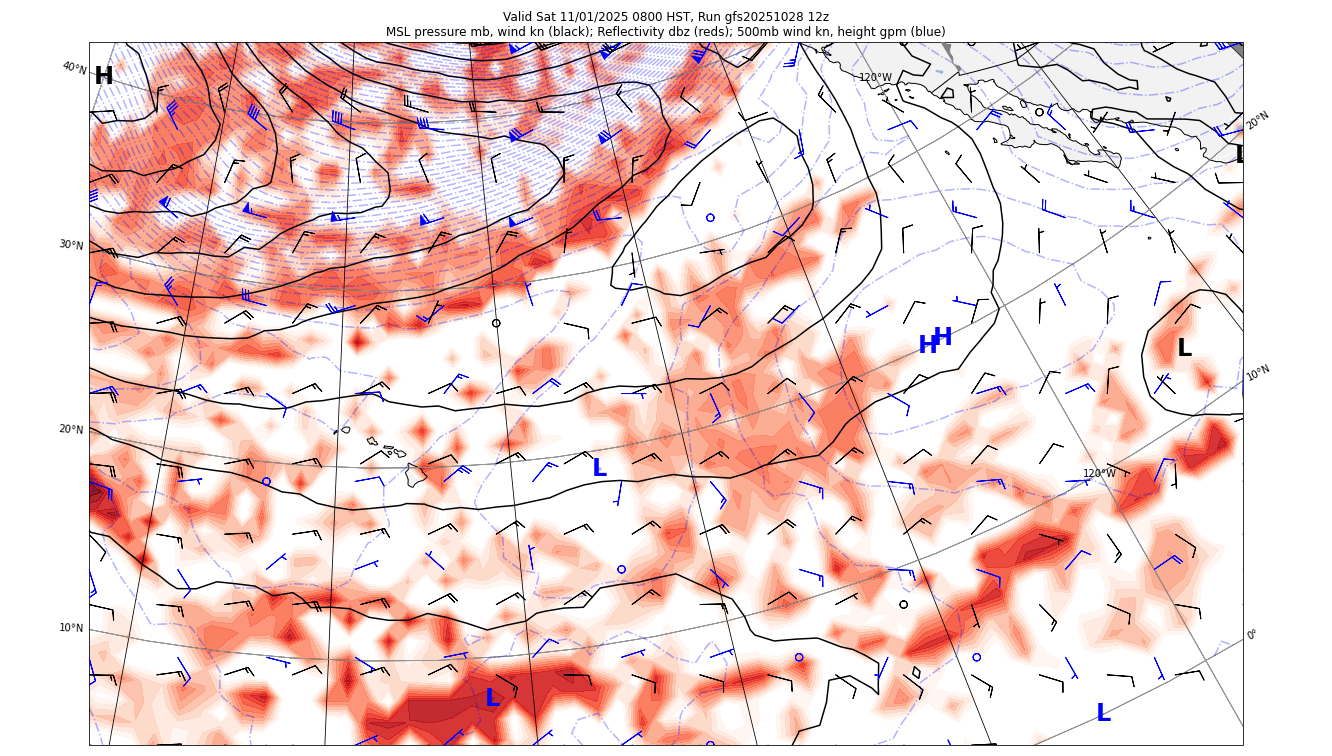 Valid Sat 11/01/2025 0800 HST, Run gfs20251028 12z
MSL pressure mb, wind kn (black); Reflectivity dbz (reds); 500mb wind kn, height gpm (blue)
40°N
H
120°W
20°N
L
30°N
H
H
L
10°N
20°N
L
120°W
10°N
0°
L
L